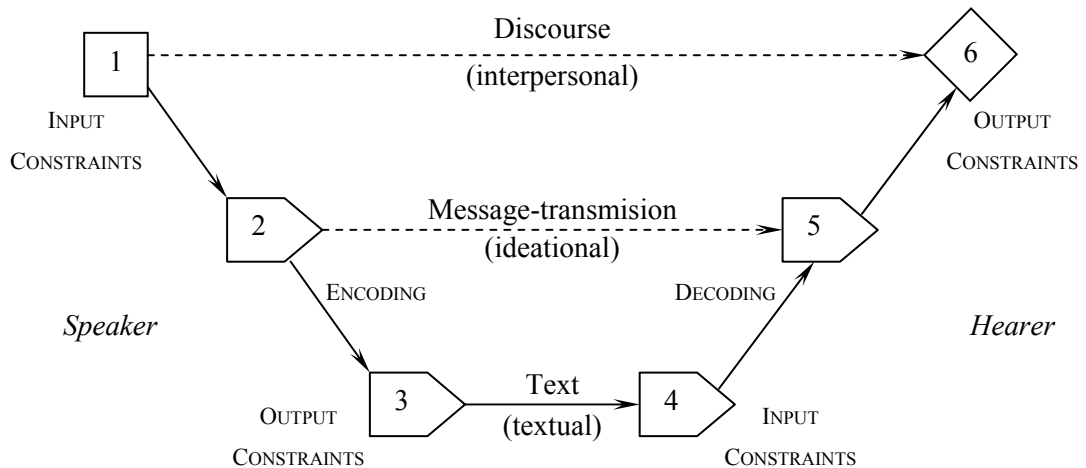 Discourse
1
6
(interpersonal)
INPUT
CONSTRAINTS
OUTPUT
CONSTRAINTS
Message-transmision
2
5
(ideational)
ENCODING
DECODING
Speaker
Hearer
Text
3
4
(textual)
OUTPUT
CONSTRAINTS
INPUT
CONSTRAINTS